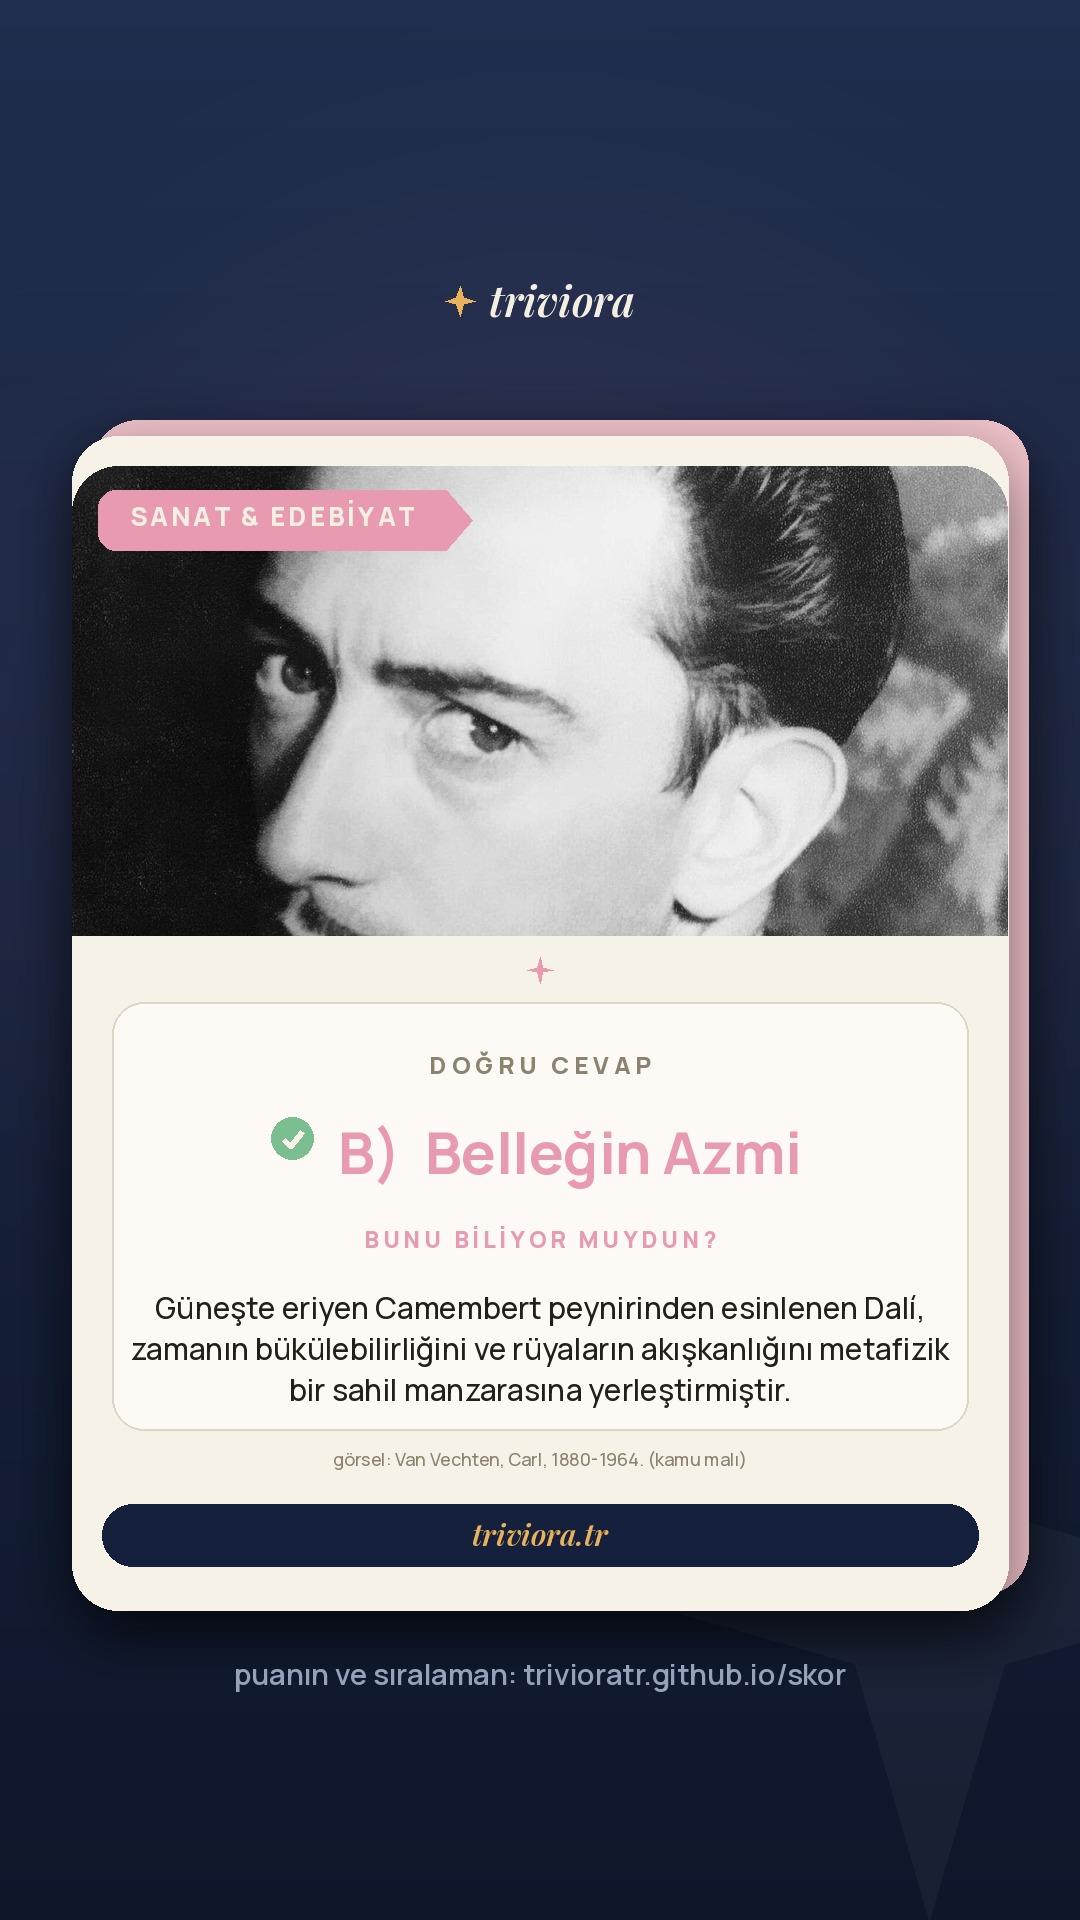 triviora
SANAT & EDEBİYAT
DOĞRU CEVAP
B) Belleğin Azmi
BUNU BİLİYOR MUYDUN?
Güneşte eriyen Camembert peynirinden esinlenen Dalí,
zamanın bükülebilirliğini ve rüyaların akışkanlığını metafizik
bir sahil manzarasına yerleştirmiştir.
görsel: Van Vechten, Carl, 1880-1964. (kamu malı)
triviora.tr
puanın ve sıralaman: trivioratr.github.io/skor